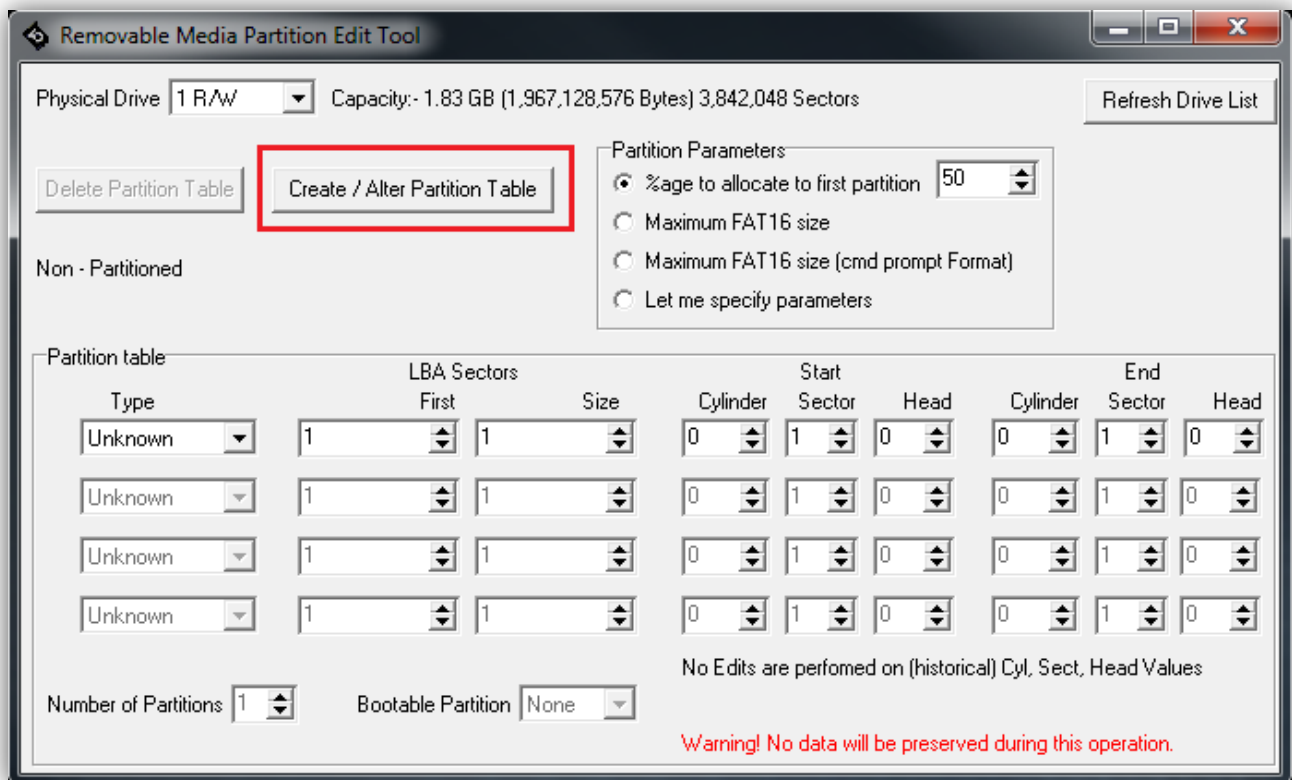 Removable Media Partition Edit Tool
Physical Drive 1 R/W Capacity:- 1.83 GB (1,967,128,576 Bytes) 3,842,048 Sectors Refresh Drive List
Partition Parameters
Delete Partition Table Create / Alter Partition Table %age to allocate to first partition 50
Maximum FAT16 size
Non - Partitioned Maximum FAT16 size (cmd prompt Format)
Let me specify parameters
Partition table
LBA Sectors Start End
Type First Size Cylinder Sector Head Cylinder Sector Head
Unknown 1 1 0 1 0 0 1 0
Unknown 1 1 0 1 0 0 1 0
Unknown 1 1 0 1 0 0 1 0
Unknown 1 1 0 1 0 0 1 0
No Edits are perfomed on (historical) Cyl, Sect, Head Values
Number of Partitions 1 Bootable Partition None
Warning! No data will be preserved during this operation.